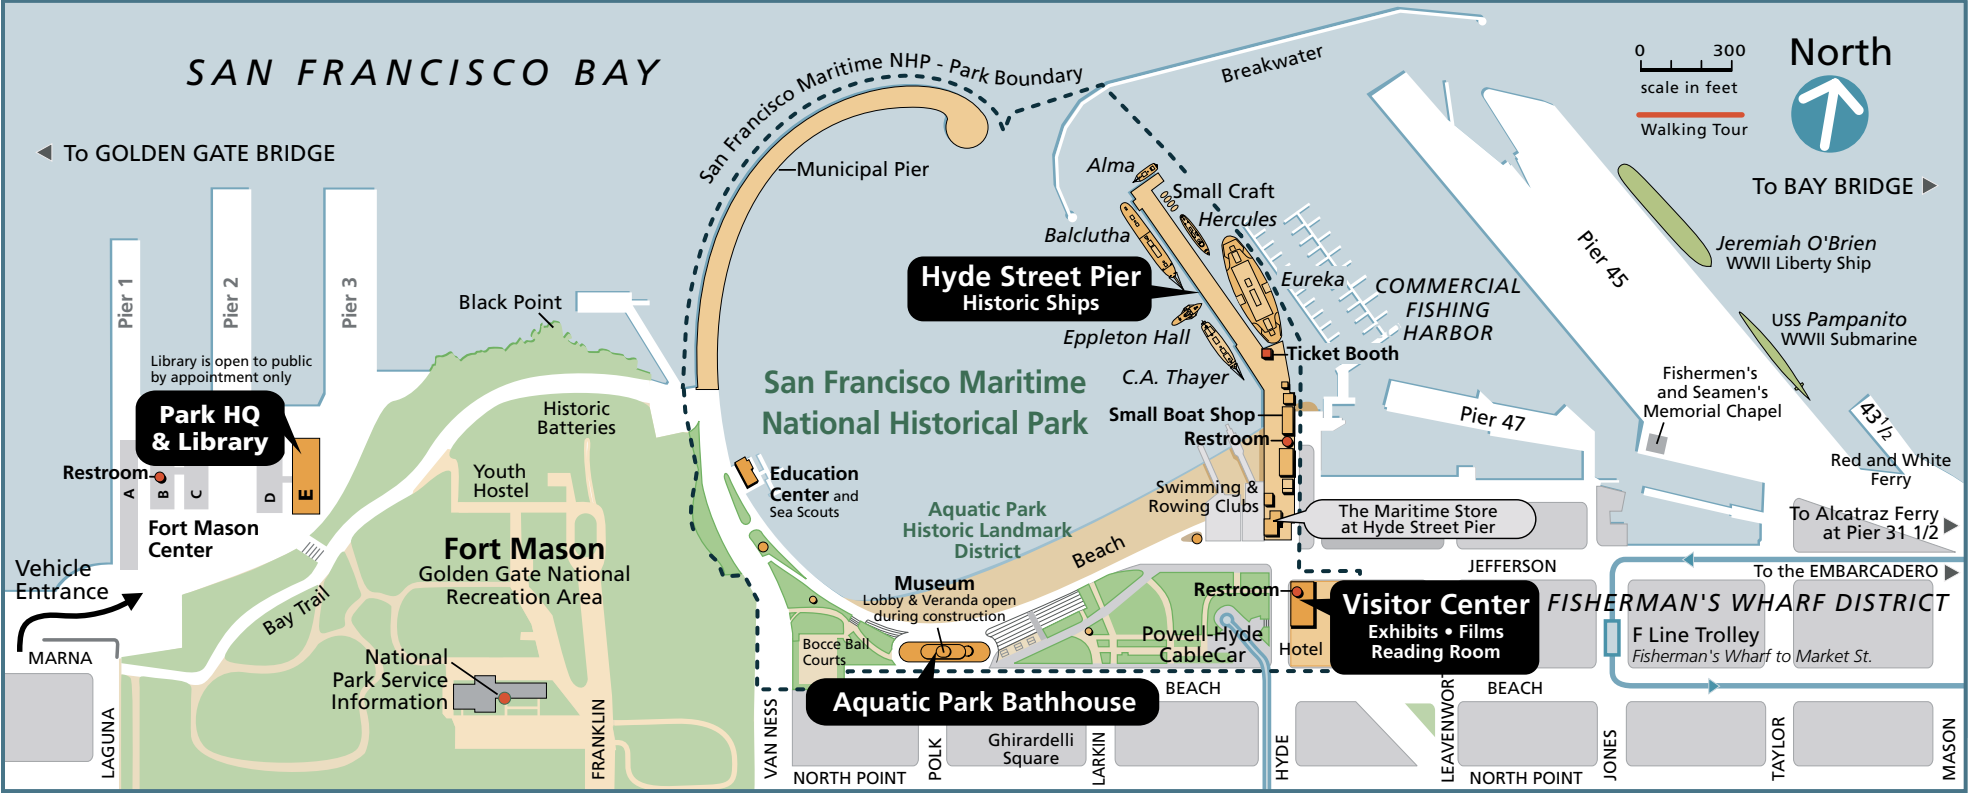 SAN FRANCISCO BAY
San Francisco Maritime NHP - Park Boundary
Breakwater
0 300
scale in feet
Walking Tour
North
To GOLDEN GATE BRIDGE
To BAY BRIDGE
Municipal Pier
Alma
Small Craft
Hercules
Balclutha
Hyde Street Pier
Historic Ships
Eureka
Eppleton Hall
C.A. Thayer
Ticket Booth
COMMERCIAL
FISHING
HARBOR
Pier 45
Jeremiah O'Brien
WWII Liberty Ship
USS Pampanito
WWII Submarine
Fishermen's
and Seamen's
Memorial Chapel
Pier 47
43 1/2
Red and White
Ferry
To Alcatraz Ferry
at Pier 31 1/2
To the EMBARCADERO
Pier 1
Pier 2
Pier 3
Black Point
Library is open to public
by appointment only
Park HQ
& Library
Restroom
A
B
C
D
E
Fort Mason
Center
Vehicle
Entrance
Historic
Batteries
Youth
Hostel
Fort Mason
Golden Gate National
Recreation Area
Bay Trail
National
Park Service
Information
San Francisco Maritime
National Historical Park
Small Boat Shop
Restroom
Education
Center and
Sea Scouts
Aquatic Park
Historic Landmark
District
Swimming &
Rowing Clubs
The Maritime Store
at Hyde Street Pier
Beach
Museum
Lobby & Veranda open
during construction
Bocce Ball
Courts
Aquatic Park Bathhouse
Powell-Hyde
CableCar
Restroom
Hotel
Visitor Center
Exhibits • Films
Reading Room
JEFFERSON
FISHERMAN'S WHARF DISTRICT
F Line Trolley
Fisherman's Wharf to Market St.
MARNA
LAGUNA
FRANKLIN
VAN NESS
NORTH POINT
POLK
Ghirardelli
Square
LARKIN
BEACH
HYDE
LEAVENWORT
BEACH
NORTH POINT
JONES
TAYLOR
MASON